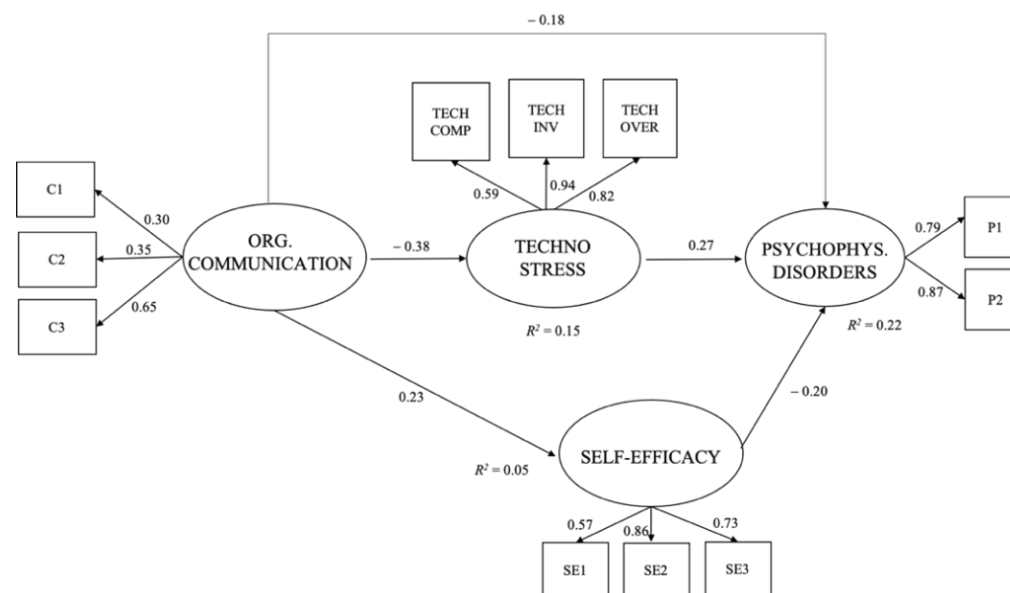 – 0.18
TECH
COMP
TECH
INV
TECH
OVER
0.59
0.94
0.82
C1
C2
C3
0.30
0.35
0.65
ORG.
COMMUNICATION
– 0.38
TECHNO
STRESS
0.27
PSYCHOPHYS.
DISORDERS
0.79
0.87
P1
P2
R² = 0.15
R² = 0.22
0.23
– 0.20
SELF-EFFICACY
R² = 0.05
0.57
0.86
0.73
SE1
SE2
SE3